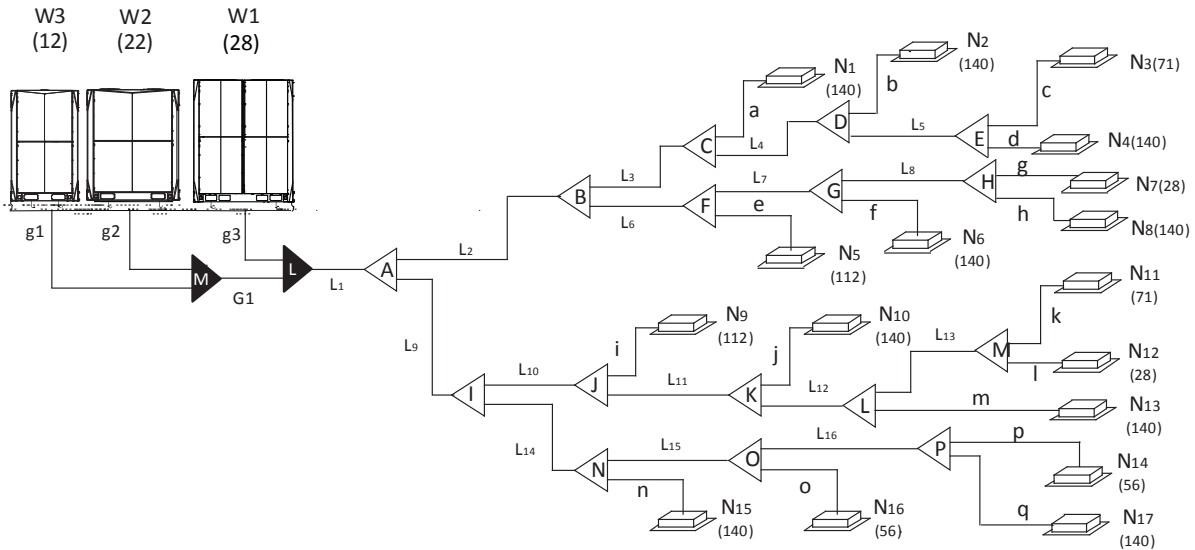 W3 W2 W1
(12) (22) (28)
N2
(140)
N1
(140)
N3(71)
b
c
a
D
C
L4
L5
E
d
N4(140)
L3
L7
L8
g
N7(28)
H
B
G
F
e
f
h
N8(140)
L6
g1 g2 g3
L2
N5
(112)
N6
(140)
M
L
A
G1
L1
N11
(71)
k
N9
(112)
N10
(140)
L13
L9
i
j
M
N12
(28)
l
L10
J
L11
K
L12
I
L
m
N13
(140)
L14
L15
L16
p
O
P
N
N14
(56)
n
o
q
N15
(140)
N16
(56)
N17
(140)